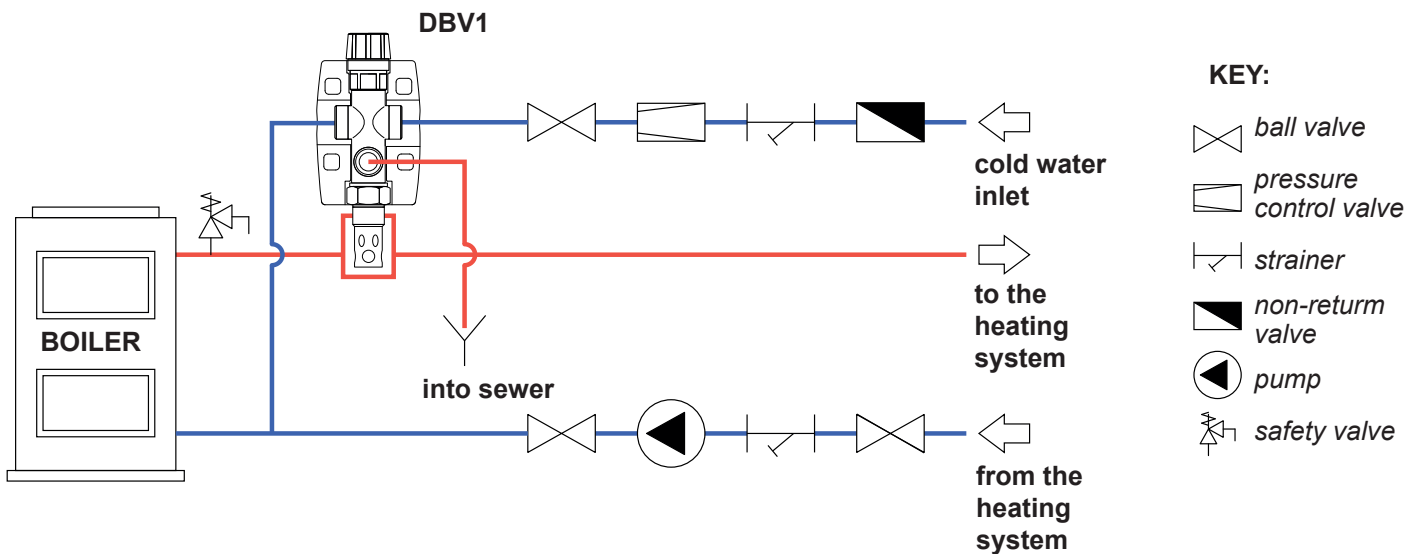 DBV1
KEY:
ball valve
cold water
inlet
pressure
control valve
strainer
to the
heating
system
non-returm
valve
BOILER
into sewer
pump
safety valve
from the
heating
system